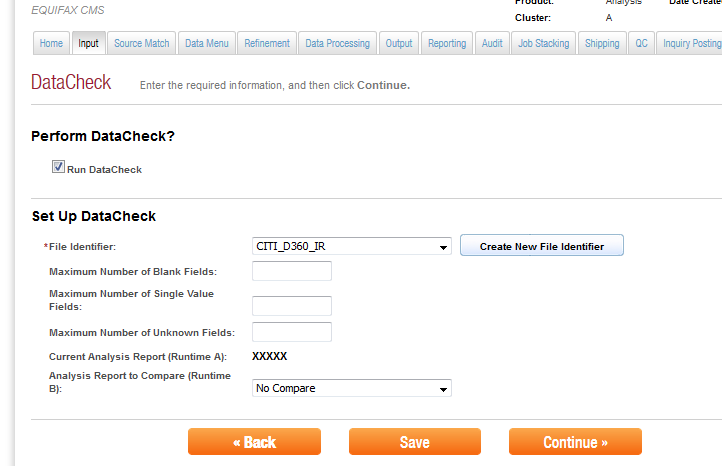 EQUIFAX CMS
Product: Analysis Date Create
Cluster: A
Home Input Source Match Data Menu Refinement Data Processing Output Reporting Audit Job Stacking Shipping QC Inquiry Posting
DataCheck Enter the required information, and then click Continue.
Perform DataCheck?
Run DataCheck
Set Up DataCheck
*File Identifier: CITI_D360_IR Create New File Identifier
Maximum Number of Blank Fields:
Maximum Number of Single Value
Fields:
Maximum Number of Unknown Fields:
Current Analysis Report (Runtime A): XXXXX
Analysis Report to Compare (Runtime
B): No Compare
« Back Save Continue »